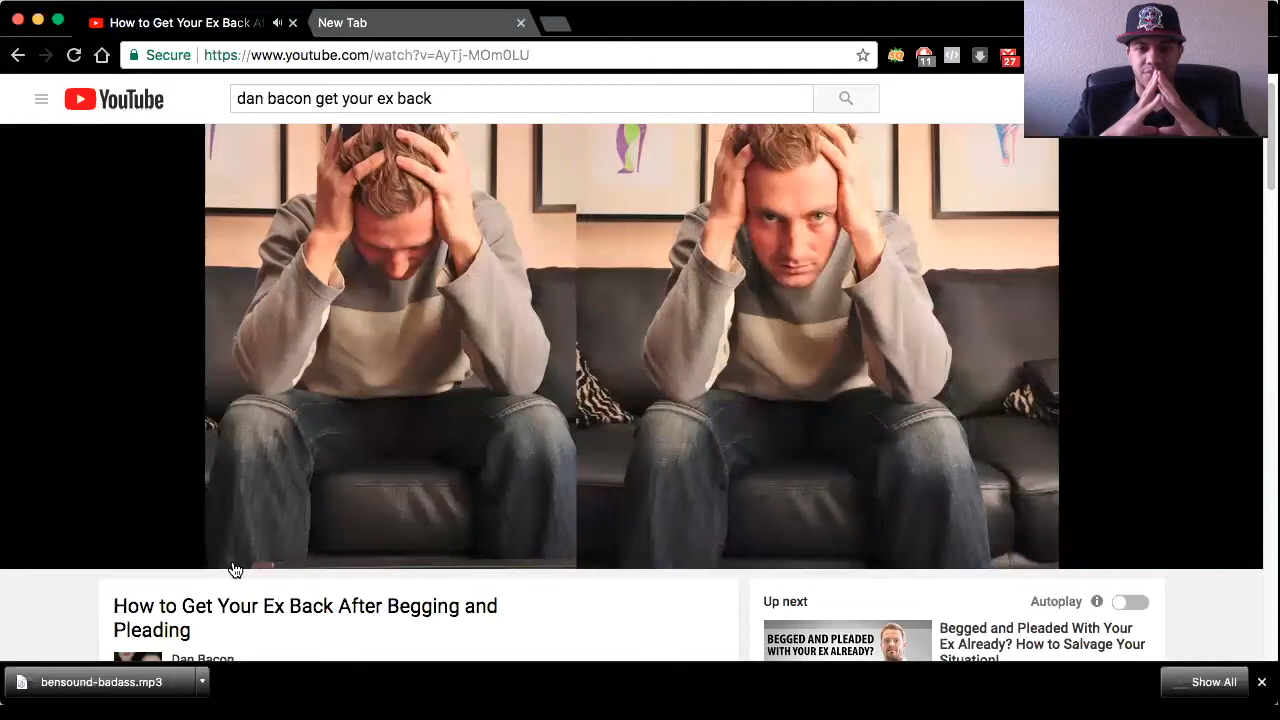 How to Get Your Ex Back Af
New Tab
Secure
https://www.youtube.com/watch?v=AyTj-MOm0LU
11
27
YouTube
dan bacon get your ex back
How to Get Your Ex Back After Begging and
Pleading
Dan Bacon
Up next
Autoplay
BEGGED AND PLEADED
WITH YOUR EX ALREADY?
Begged and Pleaded With Your
Ex Already? How to Salvage Your
Situation!
bensound-badass.mp3
Show All